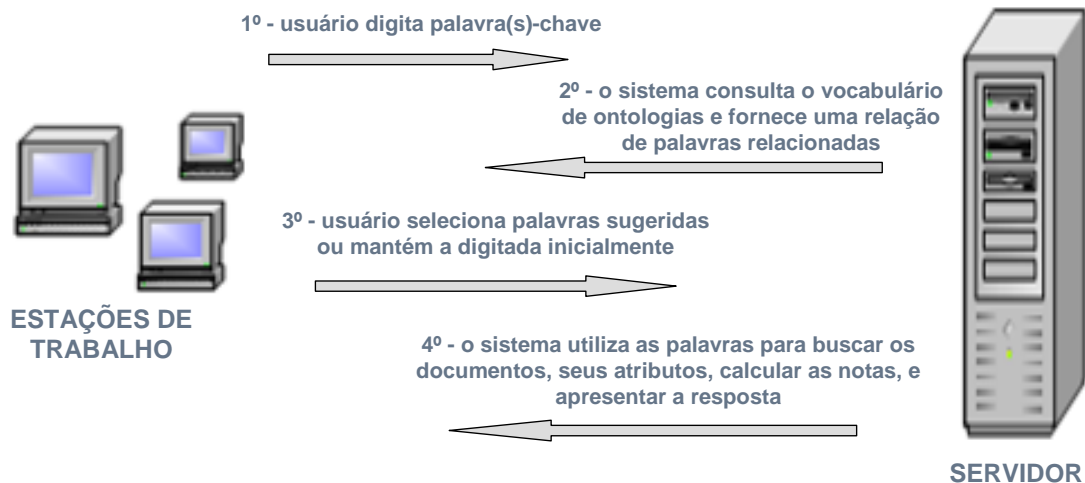 1º - usuário digita palavra(s)-chave
2º - o sistema consulta o vocabulário
de ontologias e fornece uma relação
de palavras relacionadas
3º - usuário seleciona palavras sugeridas
ou mantém a digitada inicialmente
ESTAÇÕES DE
TRABALHO
4º - o sistema utiliza as palavras para buscar os
documentos, seus atributos, calcular as notas, e
apresentar a resposta
SERVIDOR